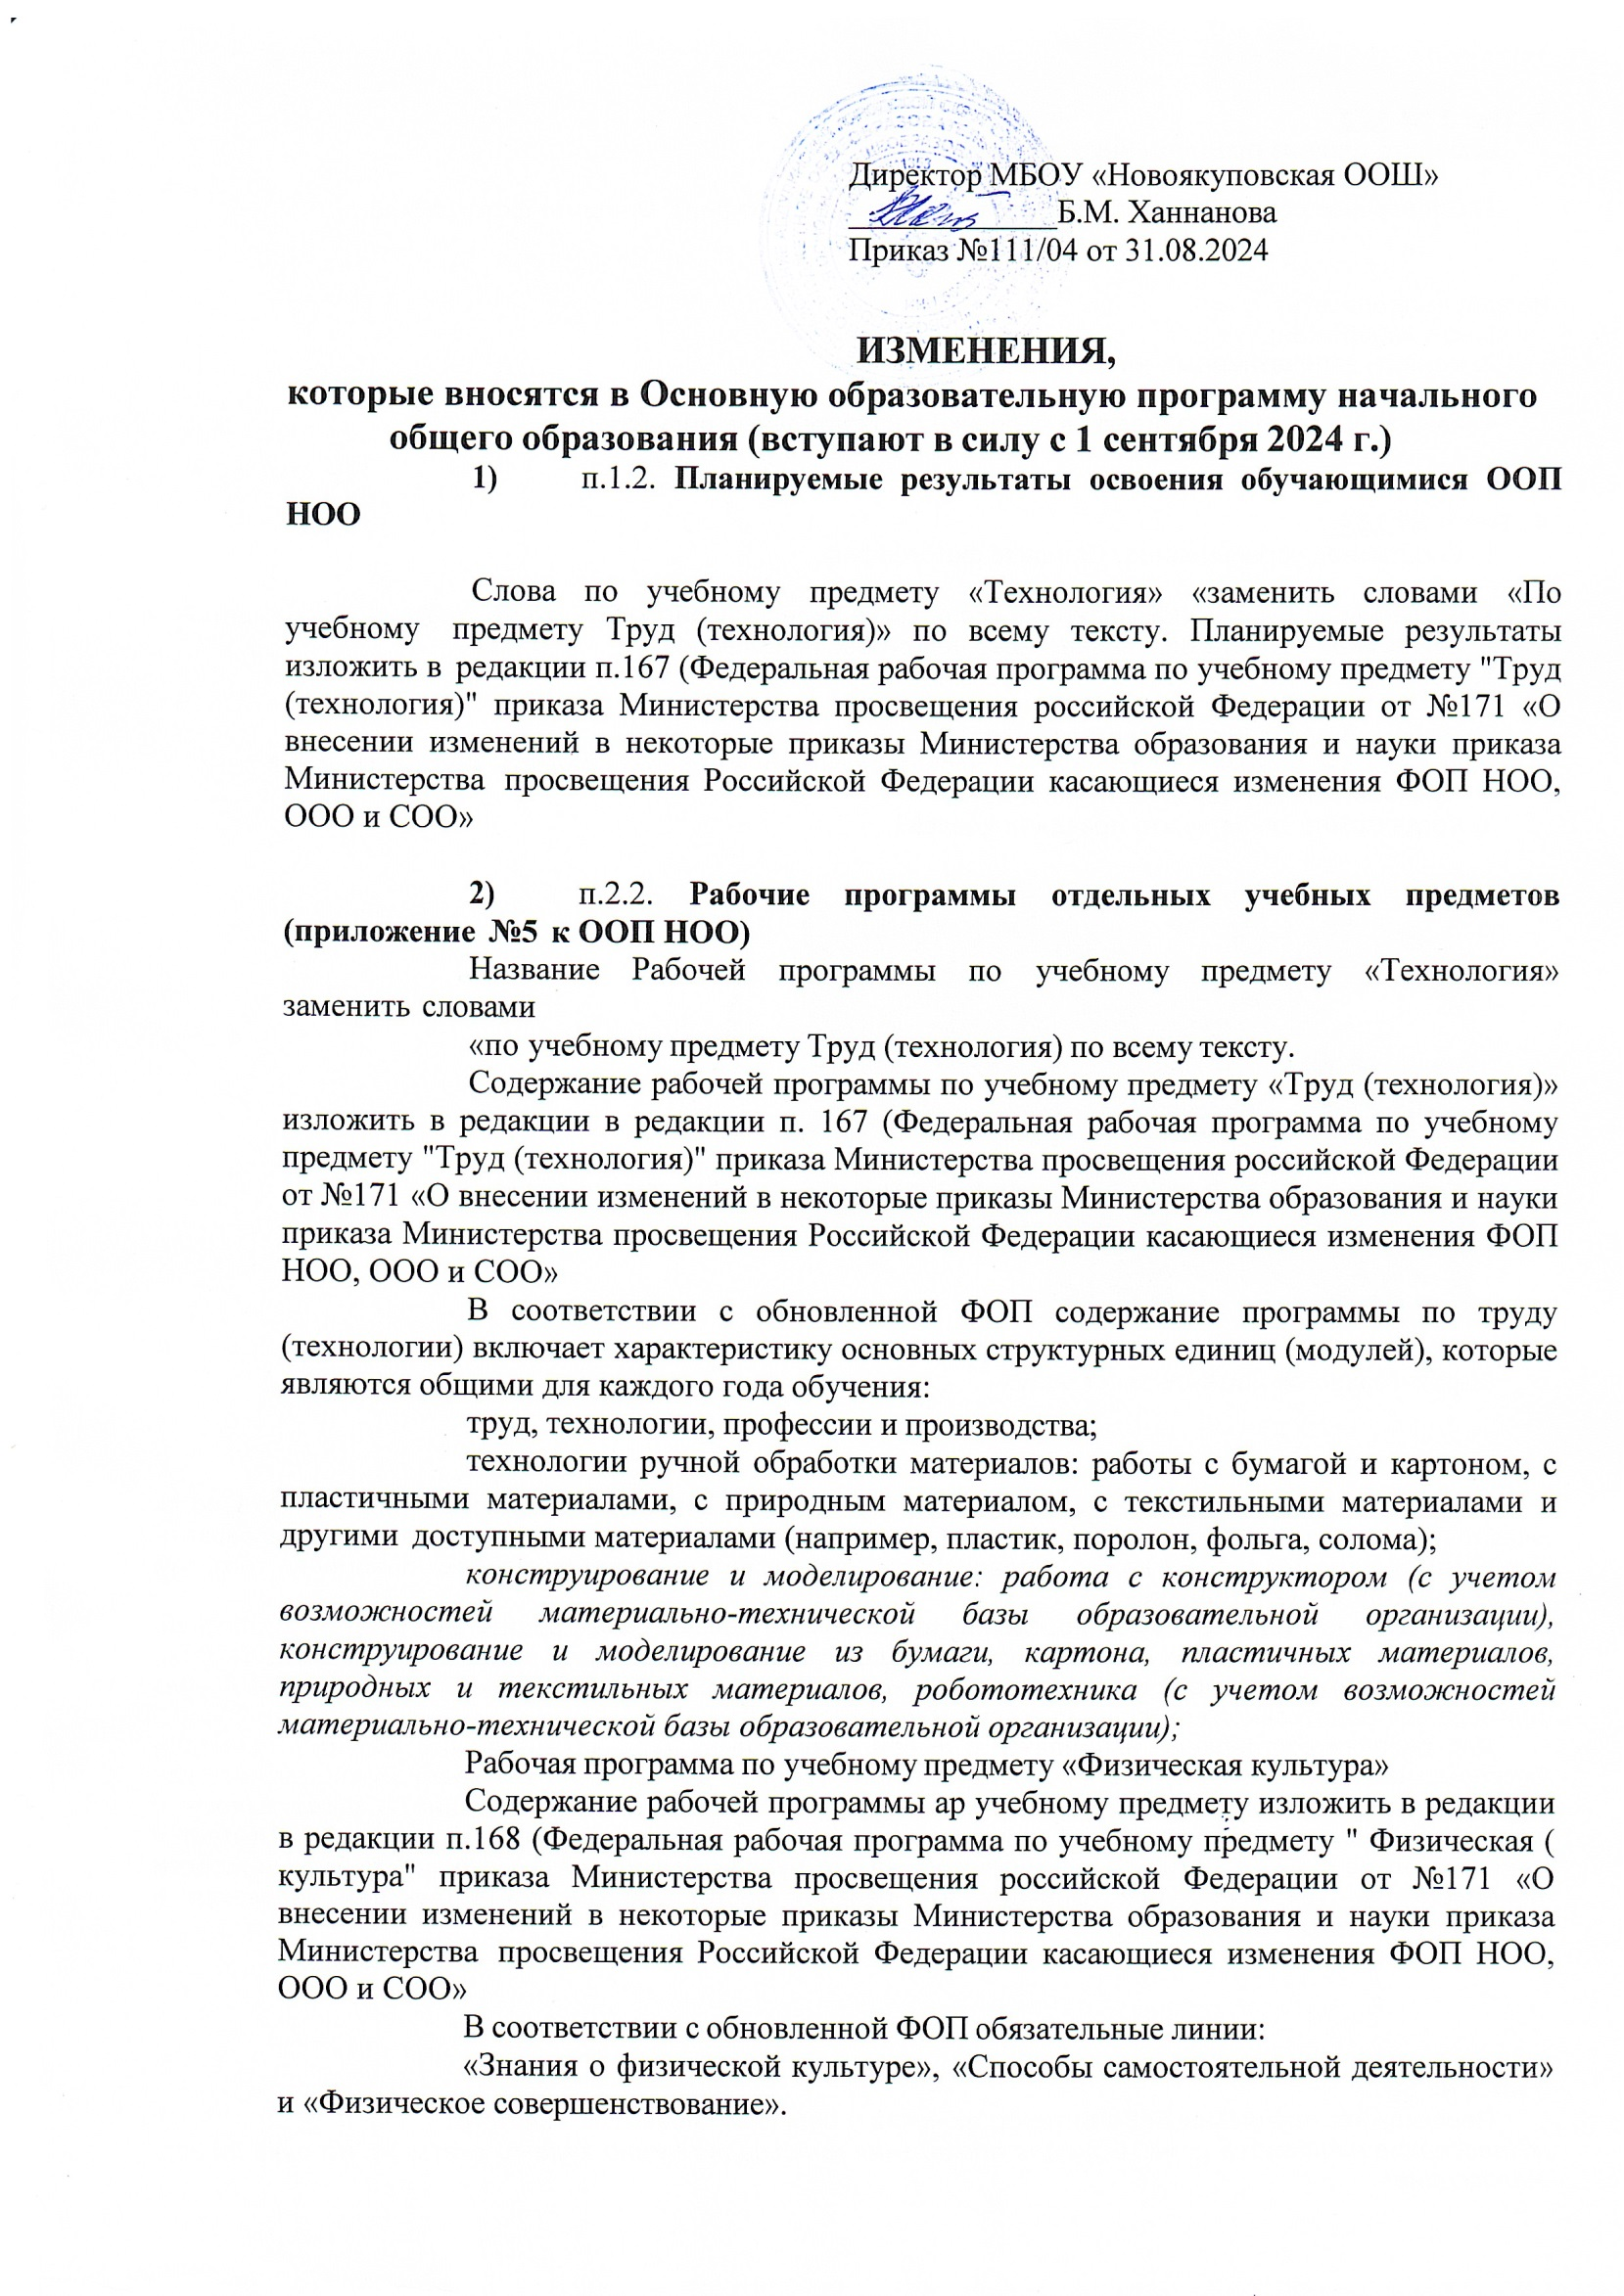 Директор МБОУ «Новоякуповская ООШ»
Б.М. Ханнанова
Приказ №111/04 от 31.08.2024
ИЗМЕНЕНИЯ,
которые вносятся в Основную образовательную программу начального
общего образования (вступают в силу с 1 сентября 2024 г.)
1) п.1.2. Планируемые результаты освоения обучающимися ООП
НОО
Слова по учебному предмету «Технология» «заменить словами «По
учебному предмету Труд (технология)» по всему тексту. Планируемые результаты
изложить в редакции п.167 (Федеральная рабочая программа по учебному предмету "Труд
(технология)" приказа Министерства просвещения российской Федерации от №171 «О
внесении изменений в некоторые приказы Министерства образования и науки приказа
Министерства просвещения Российской Федерации касающиеся изменения ФОП НОО,
ООО и СОО»
2) п.2.2. Рабочие программы отдельных учебных предметов
(приложение №5 к ООП НОО)
Название Рабочей программы по учебному предмету «Технология»
заменить словами
«по учебному предмету Труд (технология) по всему тексту.
Содержание рабочей программы по учебному предмету «Труд (технология)»
изложить в редакции в редакции п. 167 (Федеральная рабочая программа по учебному
предмету "Труд (технология)" приказа Министерства просвещения российской Федерации
от №171 «О внесении изменений в некоторые приказы Министерства образования и науки
приказа Министерства просвещения Российской Федерации касающиеся изменения ФОП
НОО, ООО и СОО»
В соответствии с обновленной ФОП содержание программы по труду
(технологии) включает характеристику основных структурных единиц (модулей), которые
являются общими для каждого года обучения:
труд, технологии, профессии и производства;
технологии ручной обработки материалов: работы с бумагой и картоном, с
пластичными материалами, с природным материалом, с текстильными материалами и
другими доступными материалами (например, пластик, поролон, фольга, солома);
конструирование и моделирование: работа с конструктором (с учетом
возможностей материально-технической базы образовательной организации),
конструирование и моделирование из бумаги, картона, пластичных материалов,
природных и текстильных материалов, робототехника (с учетом возможностей
материально-технической базы образовательной организации);
Рабочая программа по учебному предмету «Физическая культура»
Содержание рабочей программы ар учебному предмету изложить в редакции
в редакции п.168 (Федеральная рабочая программа по учебному предмету " Физическая (
культура" приказа Министерства просвещения российской Федерации от №171 «О
внесении изменений в некоторые приказы Министерства образования и науки приказа
Министерства просвещения Российской Федерации касающиеся изменения ФОП НОО,
ООО и СОО»
В соответствии с обновленной ФОП обязательные линии:
«Знания о физической культуре», «Способы самостоятельной деятельности»
и «Физическое совершенствование».